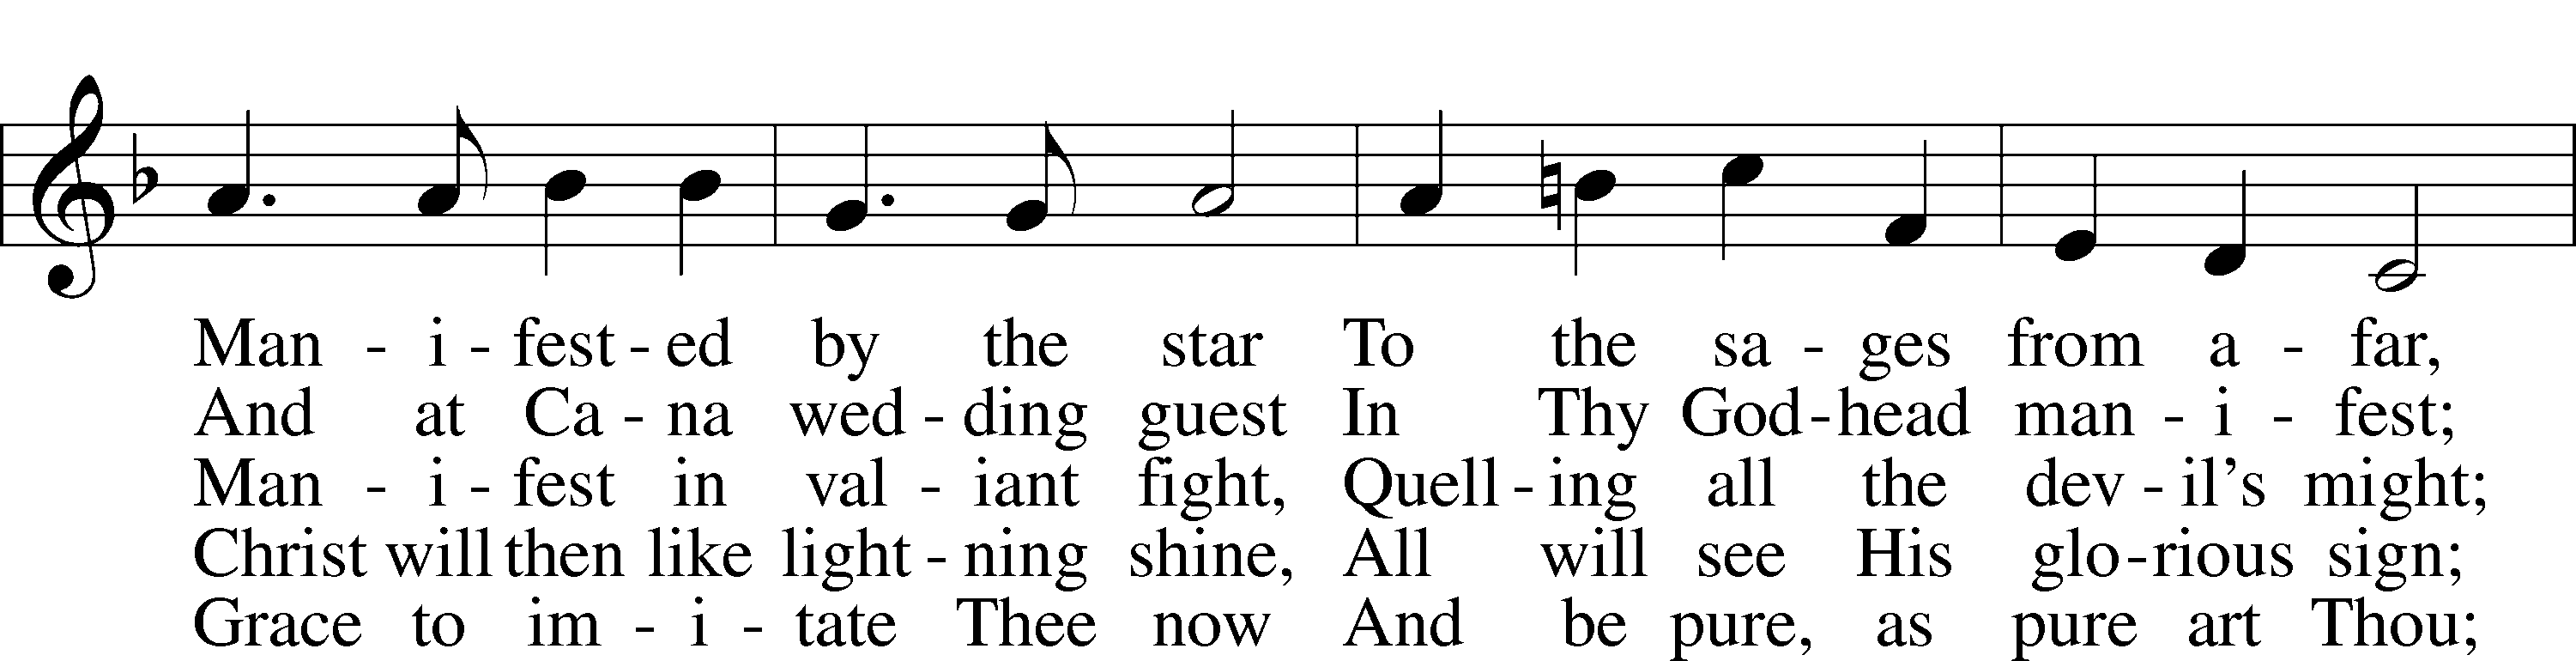 Man - i - fest - ed by the star To the sa - ges from a - far,
And at Ca - na wed - ding guest In Thy God - head man - i - fest;
Man - i - fest in val - iant fight, Quell - ing all the dev - il's might;
Christ will then like light - ning shine, All will see His glo - rious sign;
Grace to im - i - tate Thee now And be pure, as pure art Thou;